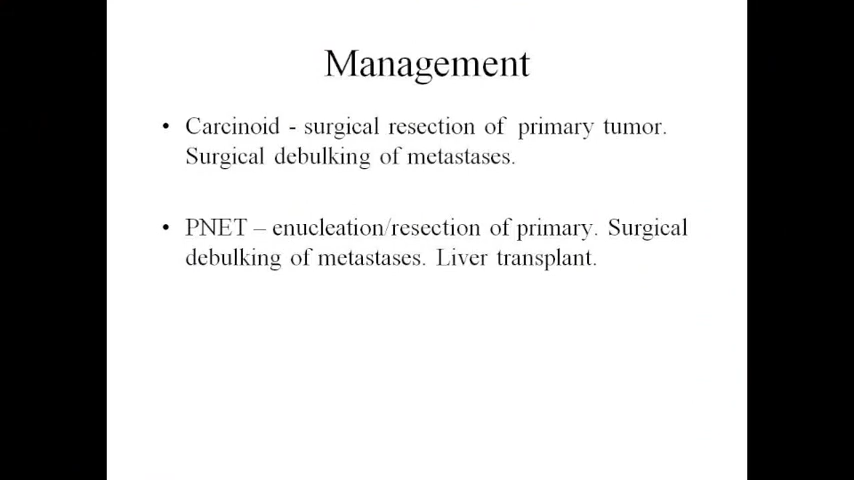 Management
• Carcinoid - surgical resection of primary tumor.
Surgical debulking of metastases.
• PNET – enucleation/resection of primary. Surgical
debulking of metastases. Liver transplant.